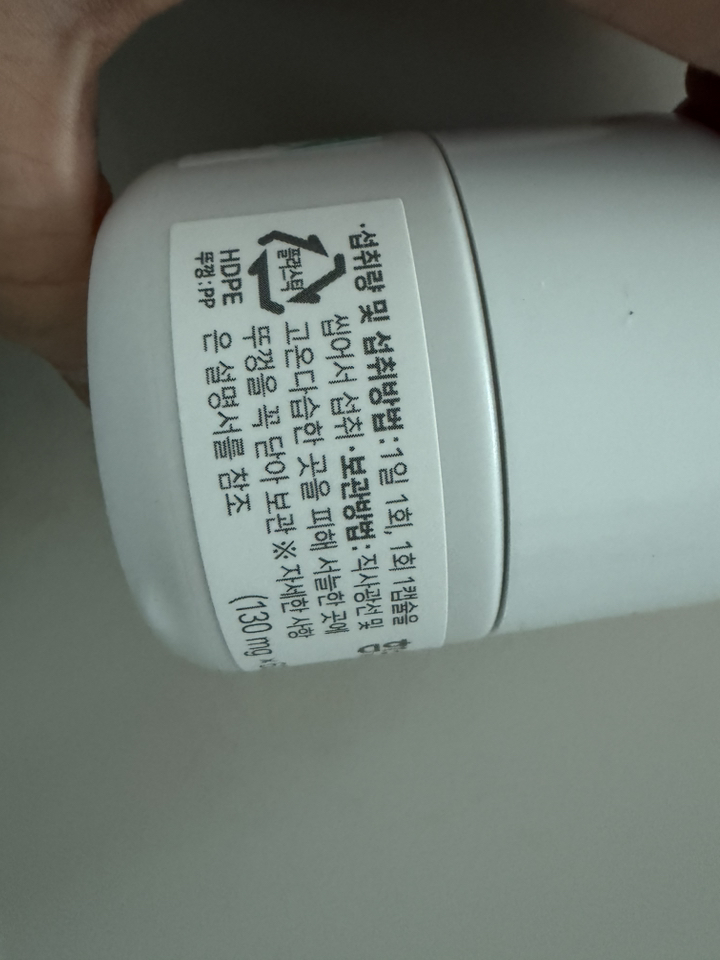 ·섭취량 및 섭취방법 : 1일 1회, 1회 1캡슐을
씹어서 섭취 ·보관방법 : 직사광선 및
고온다습한 곳을 피해 서늘한 곳에
뚜껑을 꼭 닫아 보관 ※ 자세한 사항
은 설명서를 참조
플라스틱
HDPE
뚜껑:PP
(130 mg